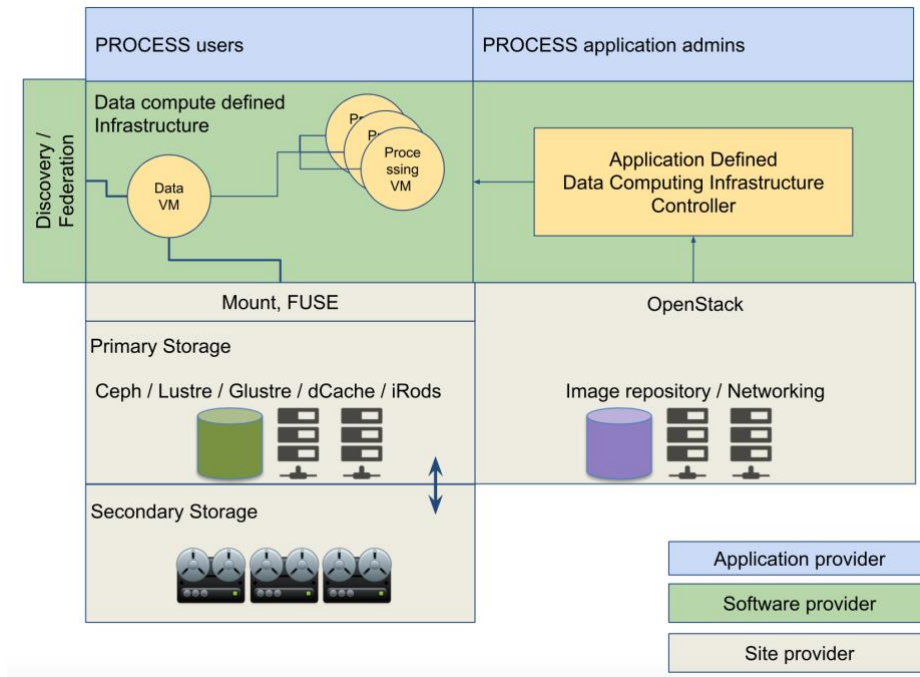 PROCESS users
PROCESS application admins
Discovery /
Federation
Data compute defined
Infrastructure
Data
VM
Pr
Pr
Proce
ssing
VM
Application Defined
Data Computing Infrastructure
Controller
Mount, FUSE
OpenStack
Primary Storage
Ceph / Lustre / Glustre / dCache / iRods
Image repository / Networking
Secondary Storage
Application provider
Software provider
Site provider